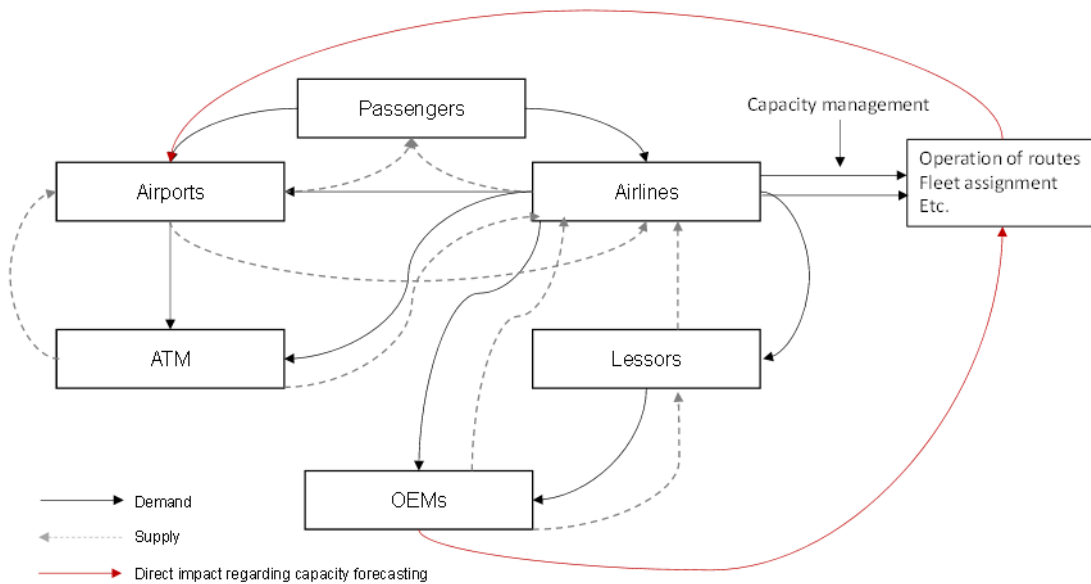 Passengers
Capacity management
Airports
Airlines
Operation of routes
Fleet assignment
Etc.
ATM
Lessors
OEMs
Demand
Supply
Direct impact regarding capacity forecasting